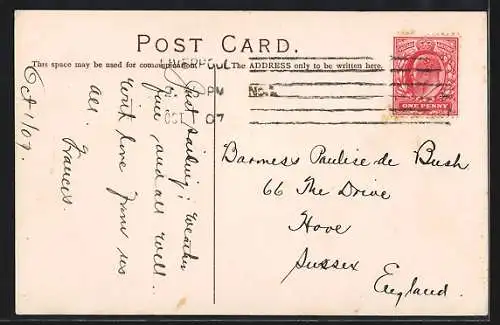 POST CARD.
This space may be used for communication.
The ADDRESS only to be written here.
LIVERPOOL
PM
OCT 07
No.
ONE PENNY
Oct 1/07.
Just sailing; weather
fine and all well.
With love from us
all.
Frances.
Baroness Pauline de Bush
66 The Drive
Hove
Sussex
England.